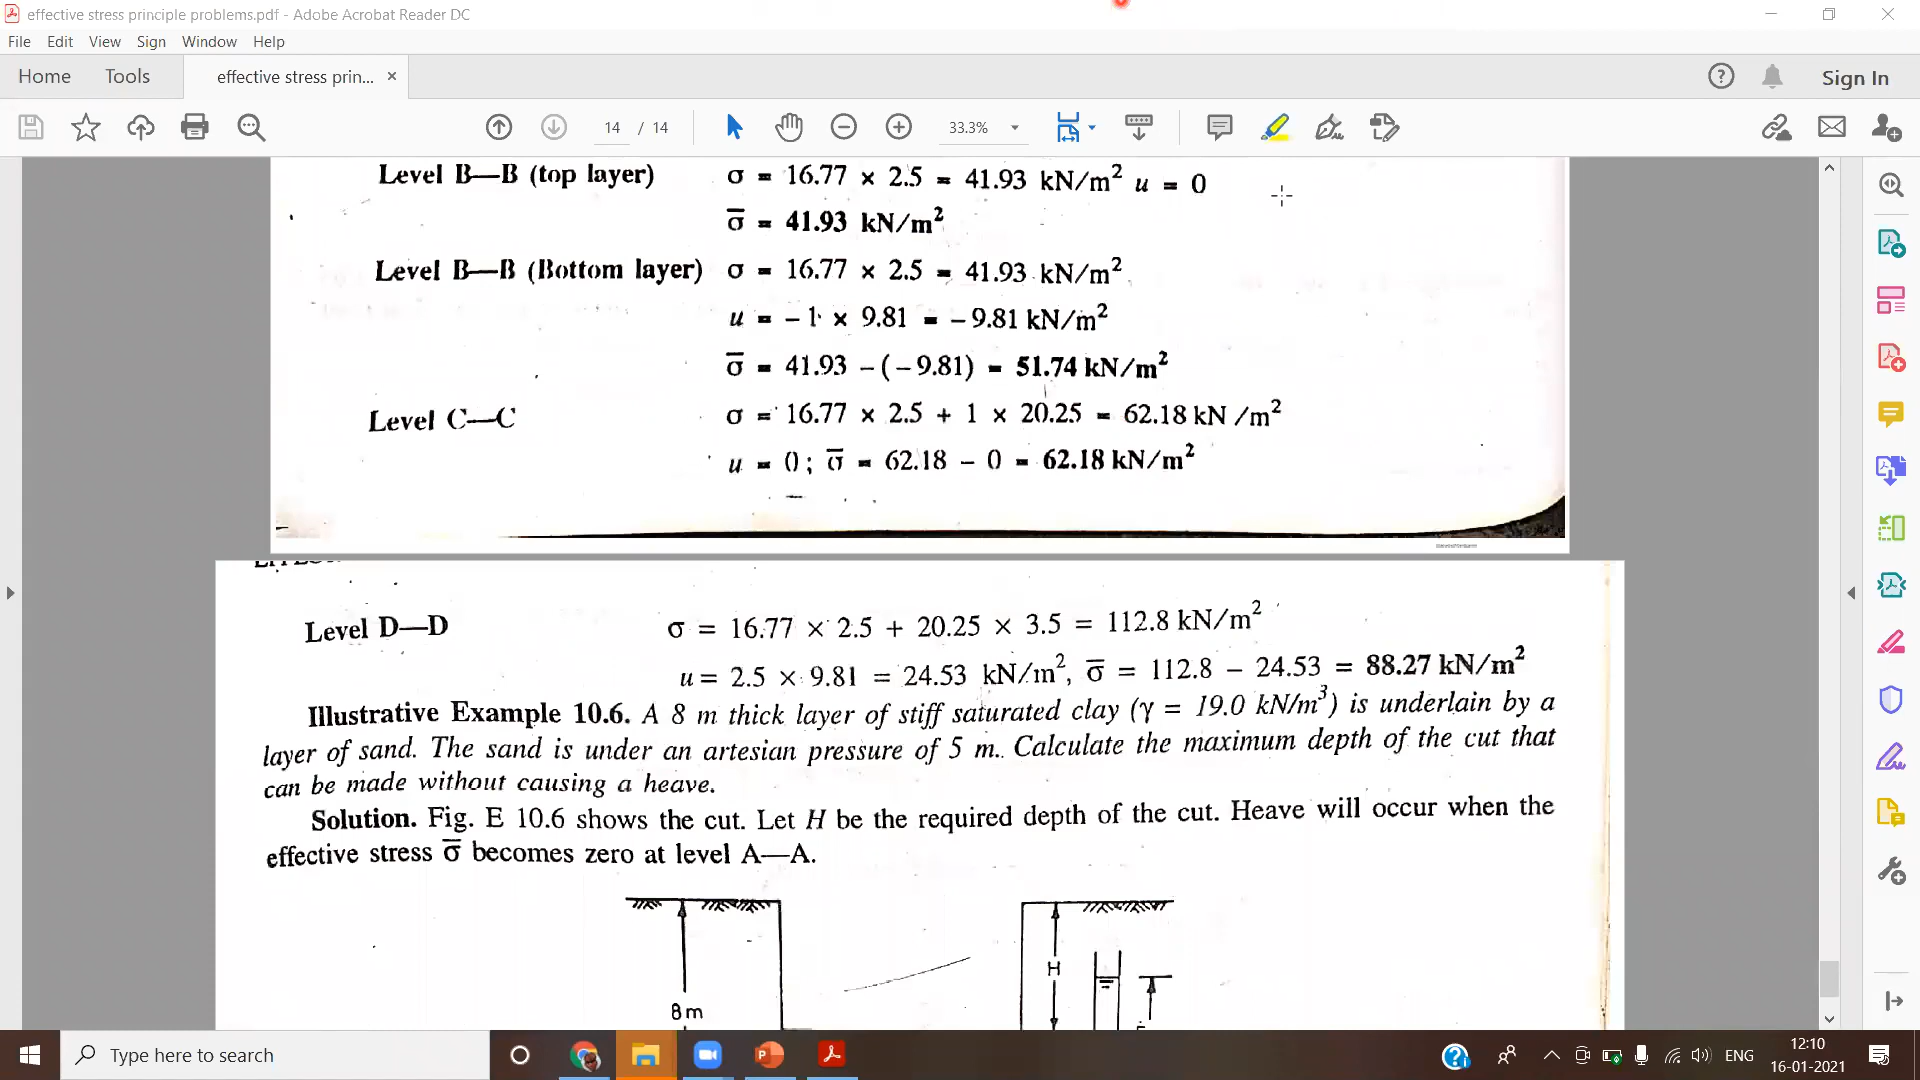 effective stress principle problems.pdf - Adobe Acrobat Reader DC
File Edit View Sign Window Help
Home Tools effective stress prin... × Sign In
14 / 14 33.3%
Level B—B (top layer) σ = 16.77 × 2.5 = 41.93 kN/m² u = 0
σ̅ = 41.93 kN/m²
Level B—B (Bottom layer) σ = 16.77 × 2.5 = 41.93 kN/m²
u = – 1 × 9.81 = – 9.81 kN/m²
σ̅ = 41.93 – (– 9.81) = 51.74 kN/m²
Level C—C σ = 16.77 × 2.5 + 1 × 20.25 = 62.18 kN /m²
u = 0 ; σ̅ = 62.18 – 0 = 62.18 kN/m²
Level D—D σ = 16.77 × 2.5 + 20.25 × 3.5 = 112.8 kN/m²
u = 2.5 × 9.81 = 24.53 kN/m², σ̅ = 112.8 – 24.53 = 88.27 kN/m²
Illustrative Example 10.6. A 8 m thick layer of stiff saturated clay (γ = 19.0 kN/m³) is underlain by a
layer of sand. The sand is under an artesian pressure of 5 m. Calculate the maximum depth of the cut that
can be made without causing a heave.
Solution. Fig. E 10.6 shows the cut. Let H be the required depth of the cut. Heave will occur when the
effective stress σ̅ becomes zero at level A—A.
H
8 m
Type here to search
ENG
12:10
16-01-2021